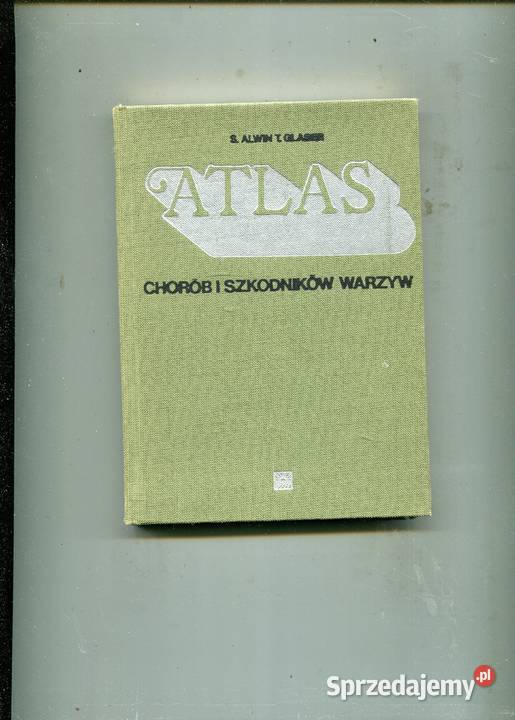 S. ALWIN T. GLASER
ATLAS
CHORÓB I SZKODNIKÓW WARZYW
Sprzedajemy.pl